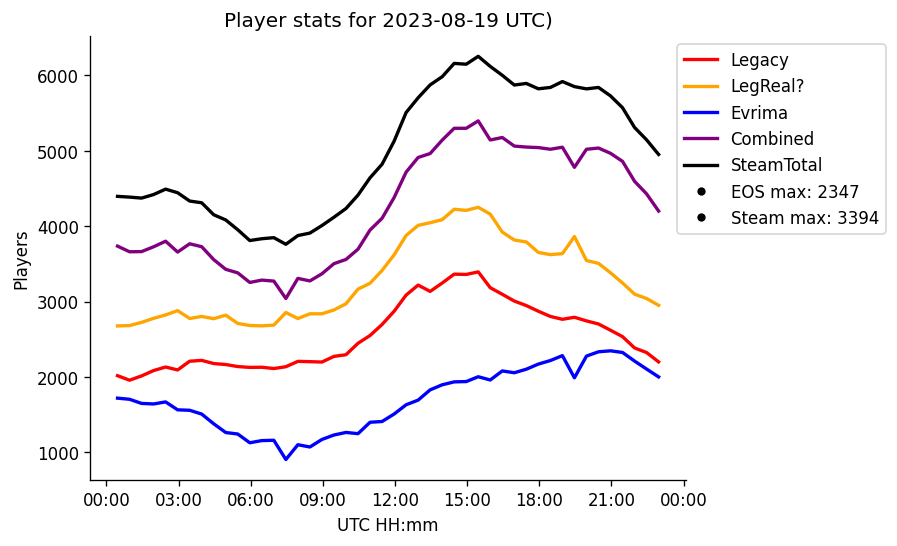 Player stats for 2023-08-19 UTC)
6000
5000
4000
3000
2000
1000
Players
00:00 03:00 06:00 09:00 12:00 15:00 18:00 21:00 00:00
UTC HH:mm
Legacy
LegReal?
Evrima
Combined
SteamTotal
EOS max: 2347
Steam max: 3394